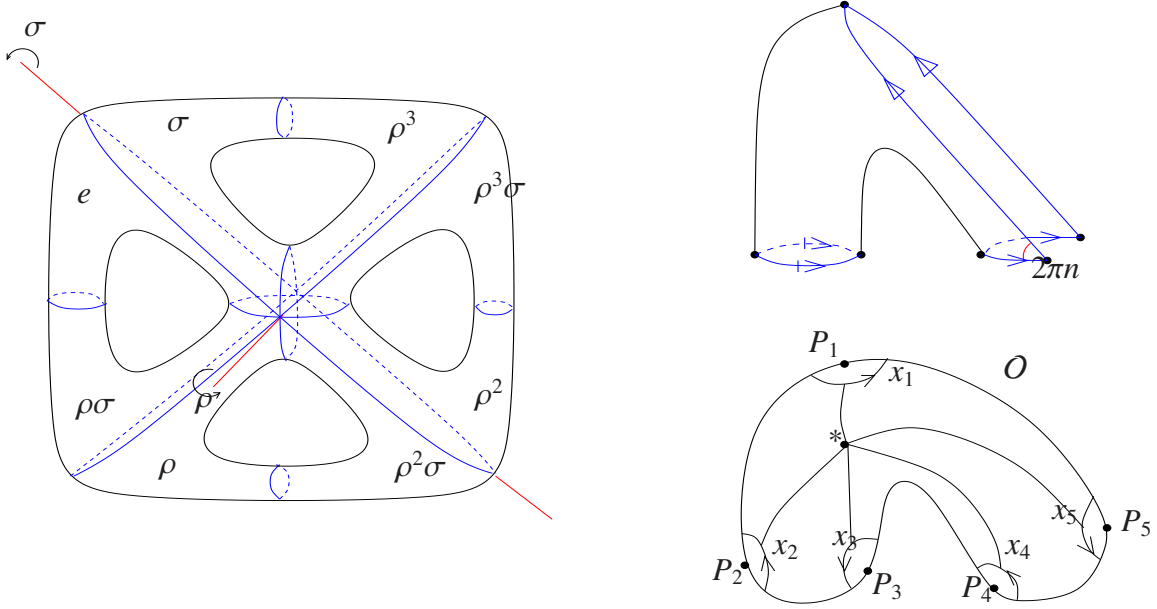 σ
σ
ρ³
e
ρ³σ
ρσ
ρ
ρ²
ρ
ρ²σ
2πn
P₁
x₁
O
*
x₂
x₃
x₄
x₅
P₂
P₃
P₄
P₅